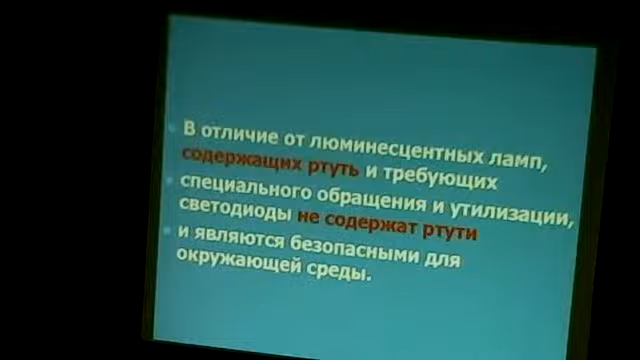 В отличие от люминесцентных ламп,
содержащих ртуть и требующих
специального обращения и утилизации,
светодиоды не содержат ртути
и являются безопасными для
окружающей среды.